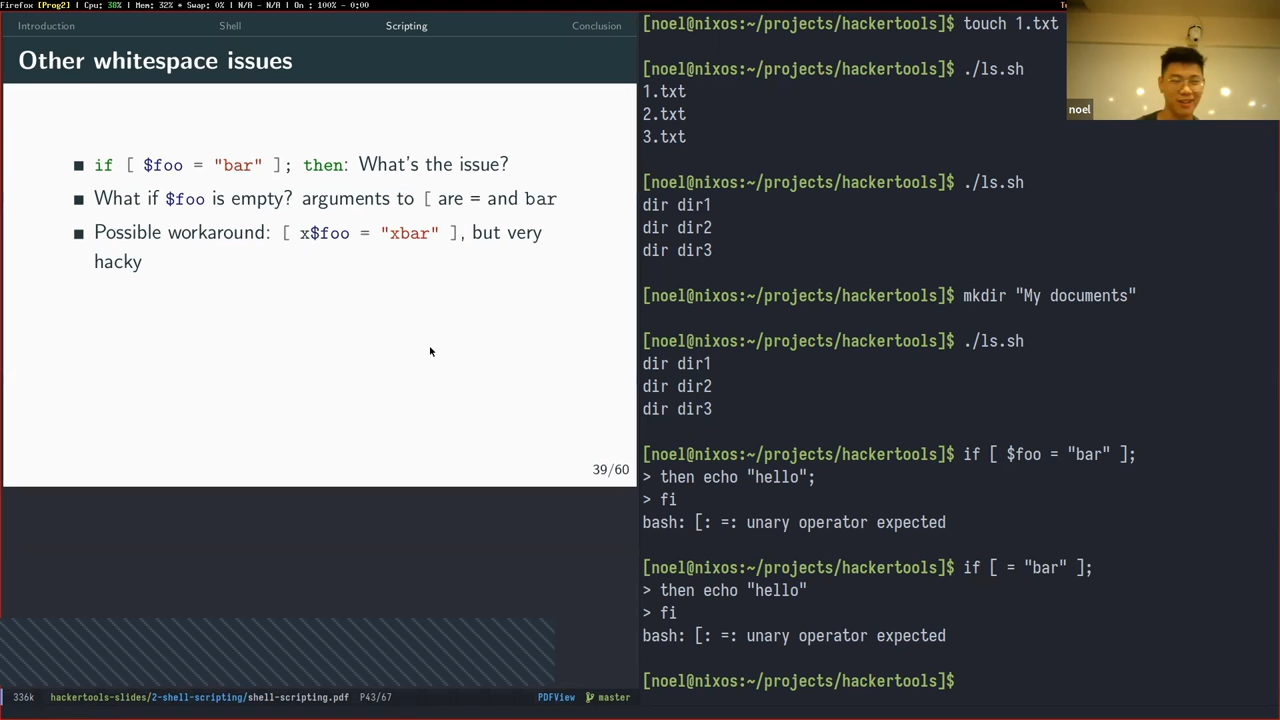 Firefox [Prog2] | Cpu: 38% | Mem: 32% * Swap: 0% | N/A - N/A | On : 100% - 0:00
Introduction Shell Scripting Conclusion
Other whitespace issues
■ if [ $foo = "bar" ]; then: What's the issue?
■ What if $foo is empty? arguments to [ are = and bar
■ Possible workaround: [ x$foo = "xbar" ], but very
hacky
39/60
336k hackertools-slides/2-shell-scripting/shell-scripting.pdf P43/67 PDFView master
[noel@nixos:~/projects/hackertools]$ touch 1.txt
[noel@nixos:~/projects/hackertools]$ ./ls.sh
1.txt
2.txt
3.txt
[noel@nixos:~/projects/hackertools]$ ./ls.sh
dir dir1
dir dir2
dir dir3
[noel@nixos:~/projects/hackertools]$ mkdir "My documents"
[noel@nixos:~/projects/hackertools]$ ./ls.sh
dir dir1
dir dir2
dir dir3
[noel@nixos:~/projects/hackertools]$ if [ $foo = "bar" ];
> then echo "hello";
> fi
bash: [: =: unary operator expected
[noel@nixos:~/projects/hackertools]$ if [ = "bar" ];
> then echo "hello"
> fi
bash: [: =: unary operator expected
[noel@nixos:~/projects/hackertools]$
noel